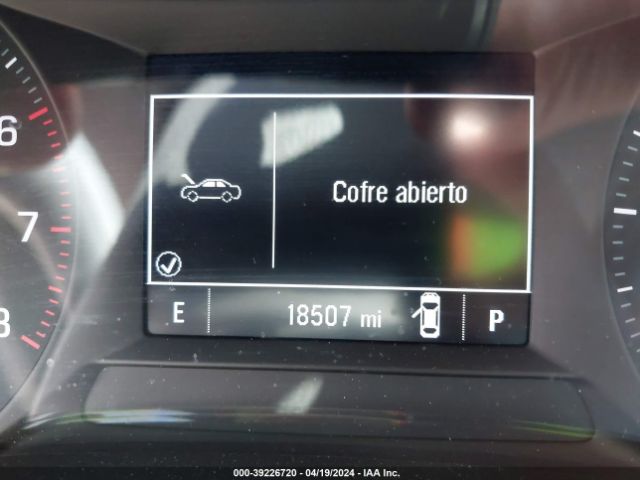 6
7
8
Cofre abierto
E 18507 mi P
000-39226720 - 04/19/2024 - IAA Inc.